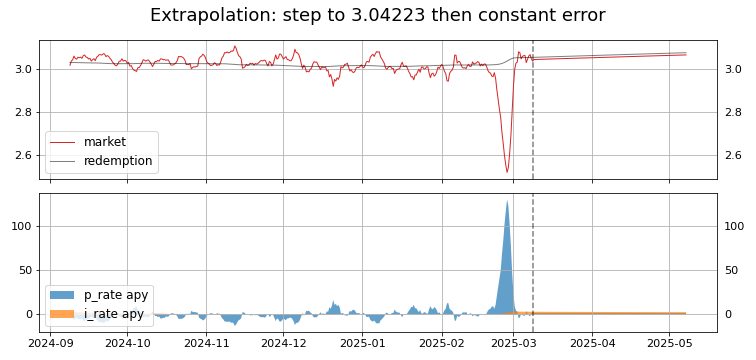 Extrapolation: step to 3.04223 then constant error
3.0 3.0
2.8 2.8
2.6 2.6
market
redemption
100 100
50 50
0 0
p_rate apy
i_rate apy
2024-09 2024-10 2024-11 2024-12 2025-01 2025-02 2025-03 2025-04 2025-05